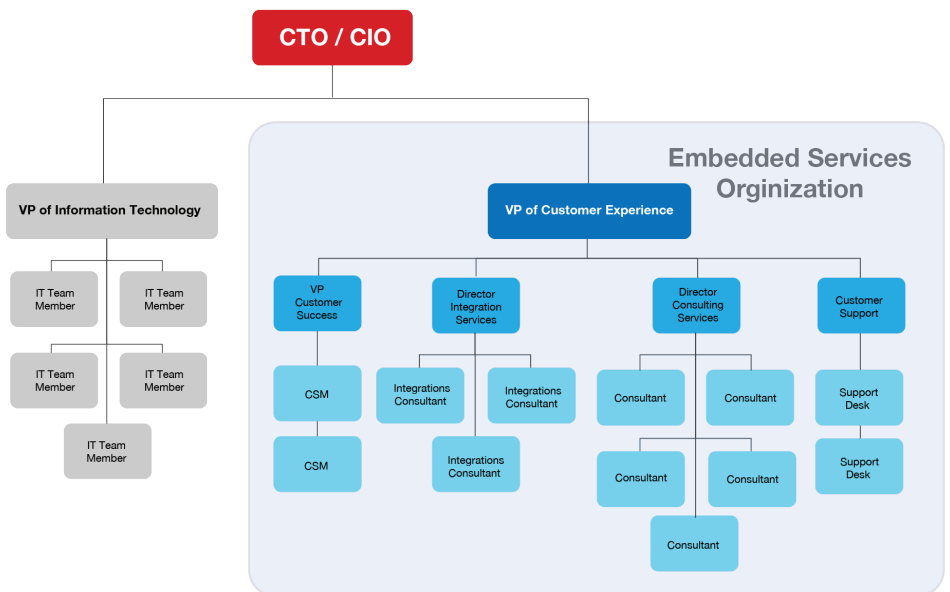 CTO / CIO
Embedded Services
Orginization
VP of Information Technology
VP of Customer Experience
IT Team
Member
IT Team
Member
IT Team
Member
IT Team
Member
IT Team
Member
VP
Customer
Success
Director
Integration
Services
Director
Consulting
Services
Customer
Support
CSM
CSM
Integrations
Consultant
Integrations
Consultant
Integrations
Consultant
Consultant
Consultant
Consultant
Consultant
Consultant
Support
Desk
Support
Desk